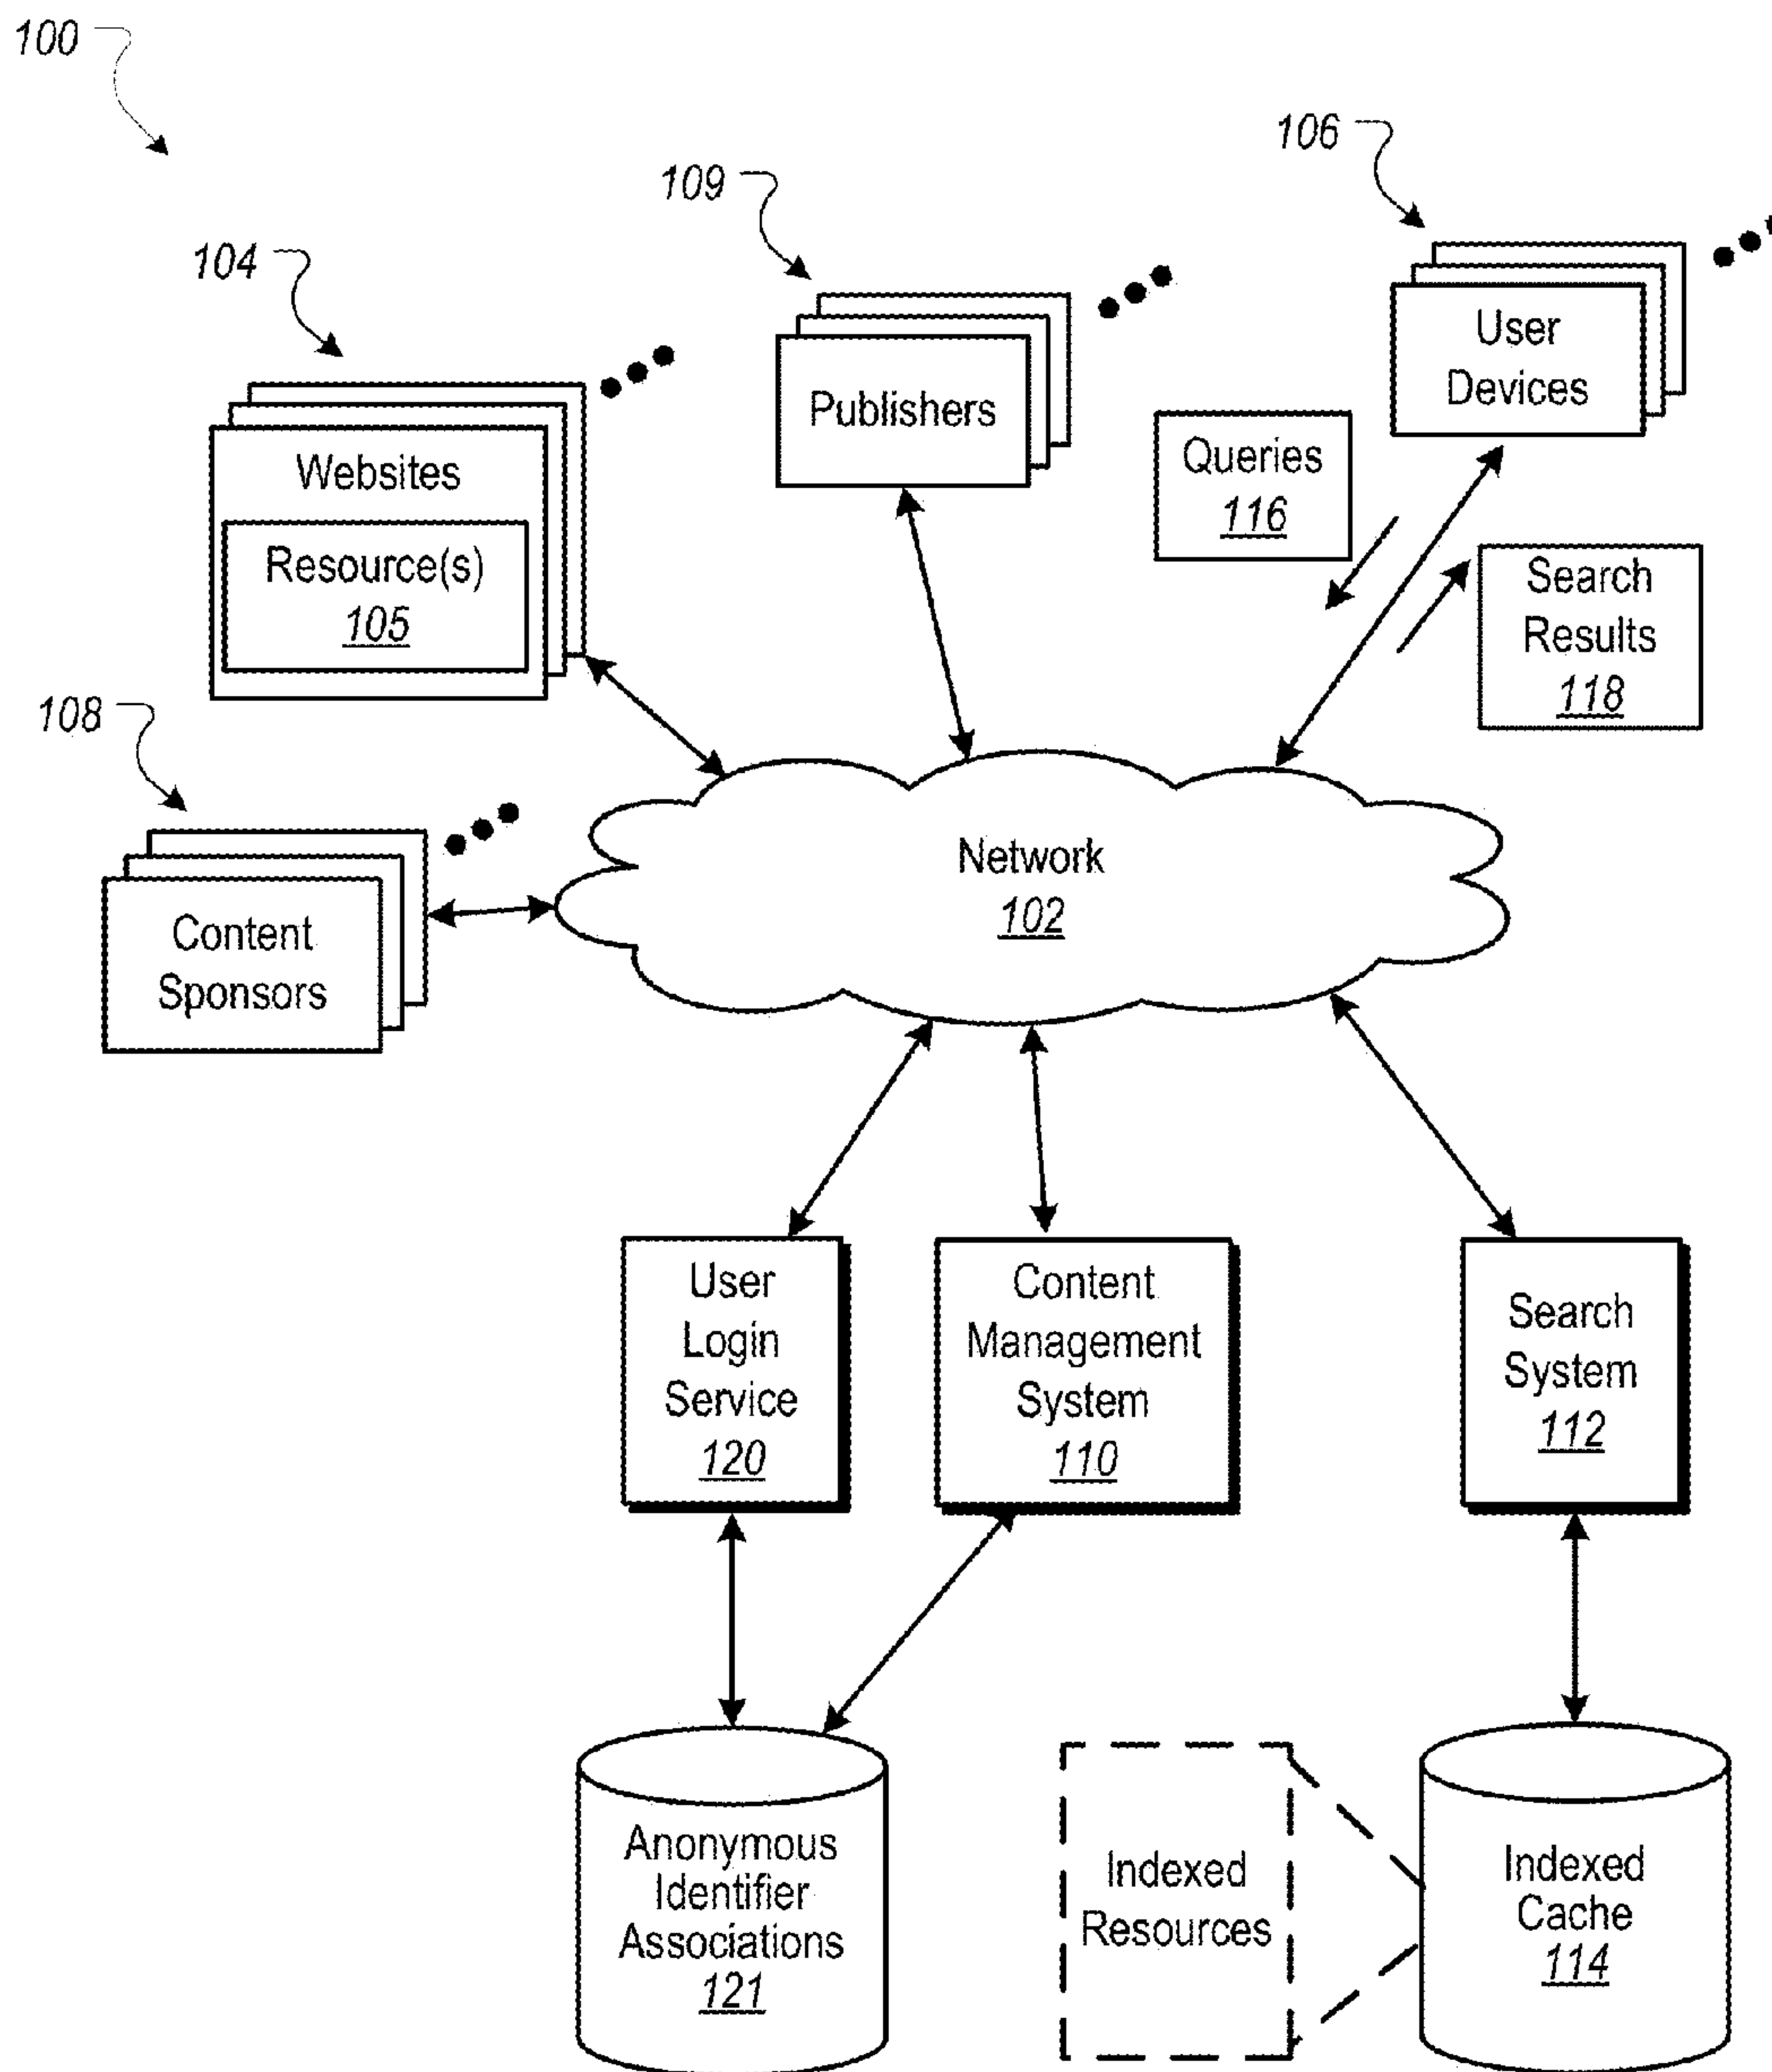 100
106
109
104
User
Devices
Publishers
Queries
116
Websites
Resource(s)
105
Search
Results
118
108
Network
102
Content
Sponsors
User
Login
Service
120
Content
Management
System
110
Search
System
112
Anonymous
Identifier
Associations
121
Indexed
Resources
Indexed
Cache
114